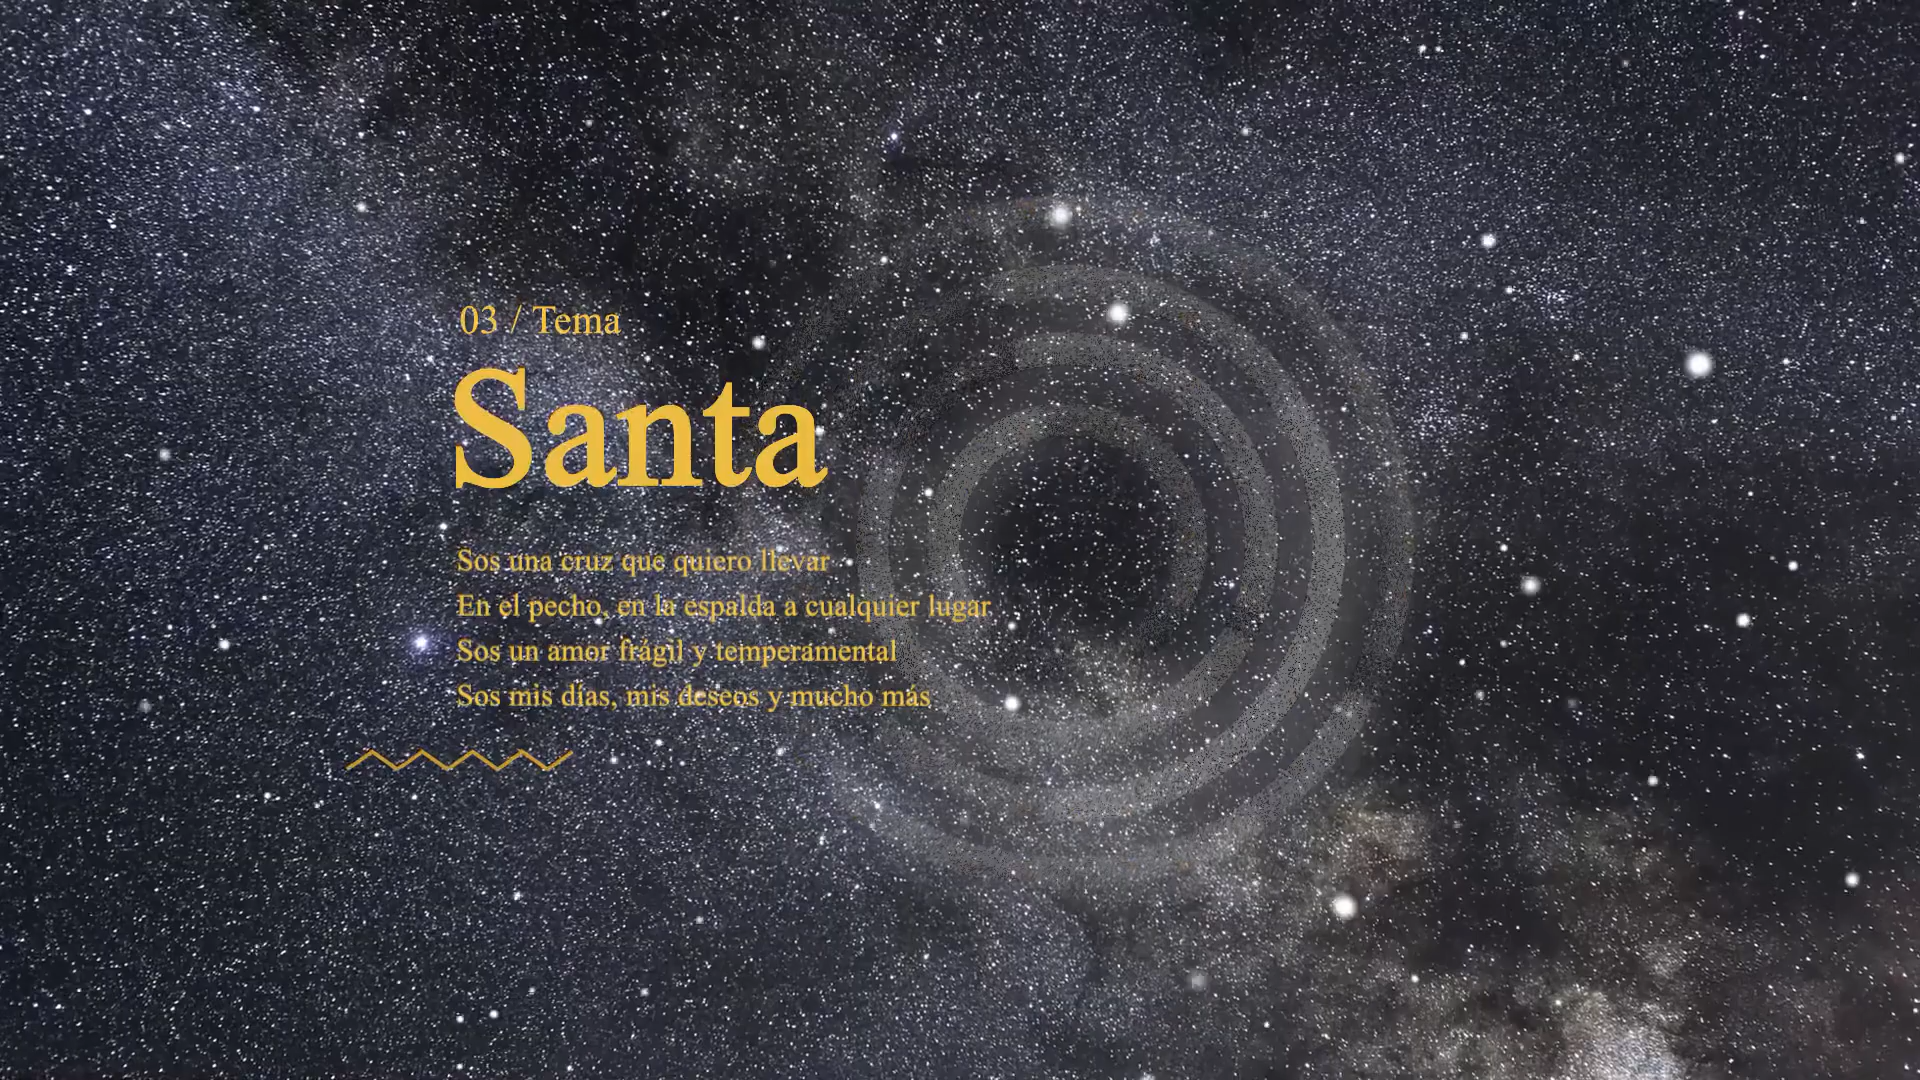 03 / Tema
Santa
Sos una cruz que quiero llevar
En el pecho, en la espalda a cualquier lugar
Sos un amor frágil y temperamental
Sos mis días, mis deseos y mucho más